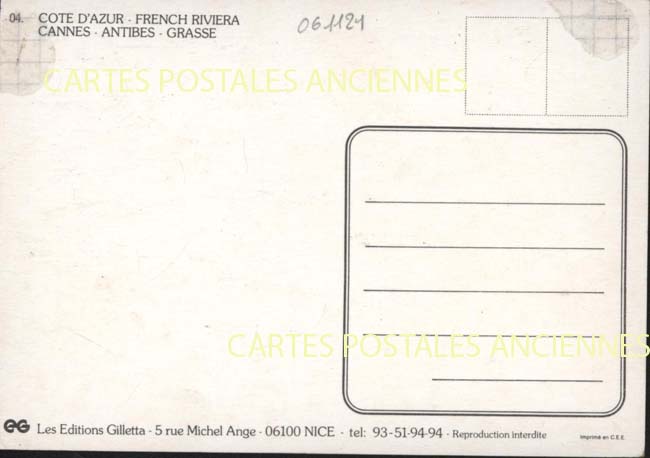 04. COTE D'AZUR - FRENCH RIVIERA
CANNES - ANTIBES - GRASSE
061121
CARTES POSTALES ANCIENNES
CARTES POSTALES ANCIENNES
GG Les Editions Gilletta - 5 rue Michel Ange - 06100 NICE - tel: 93-51-94-94 - Reproduction interdite
Imprimé en C.E.E.